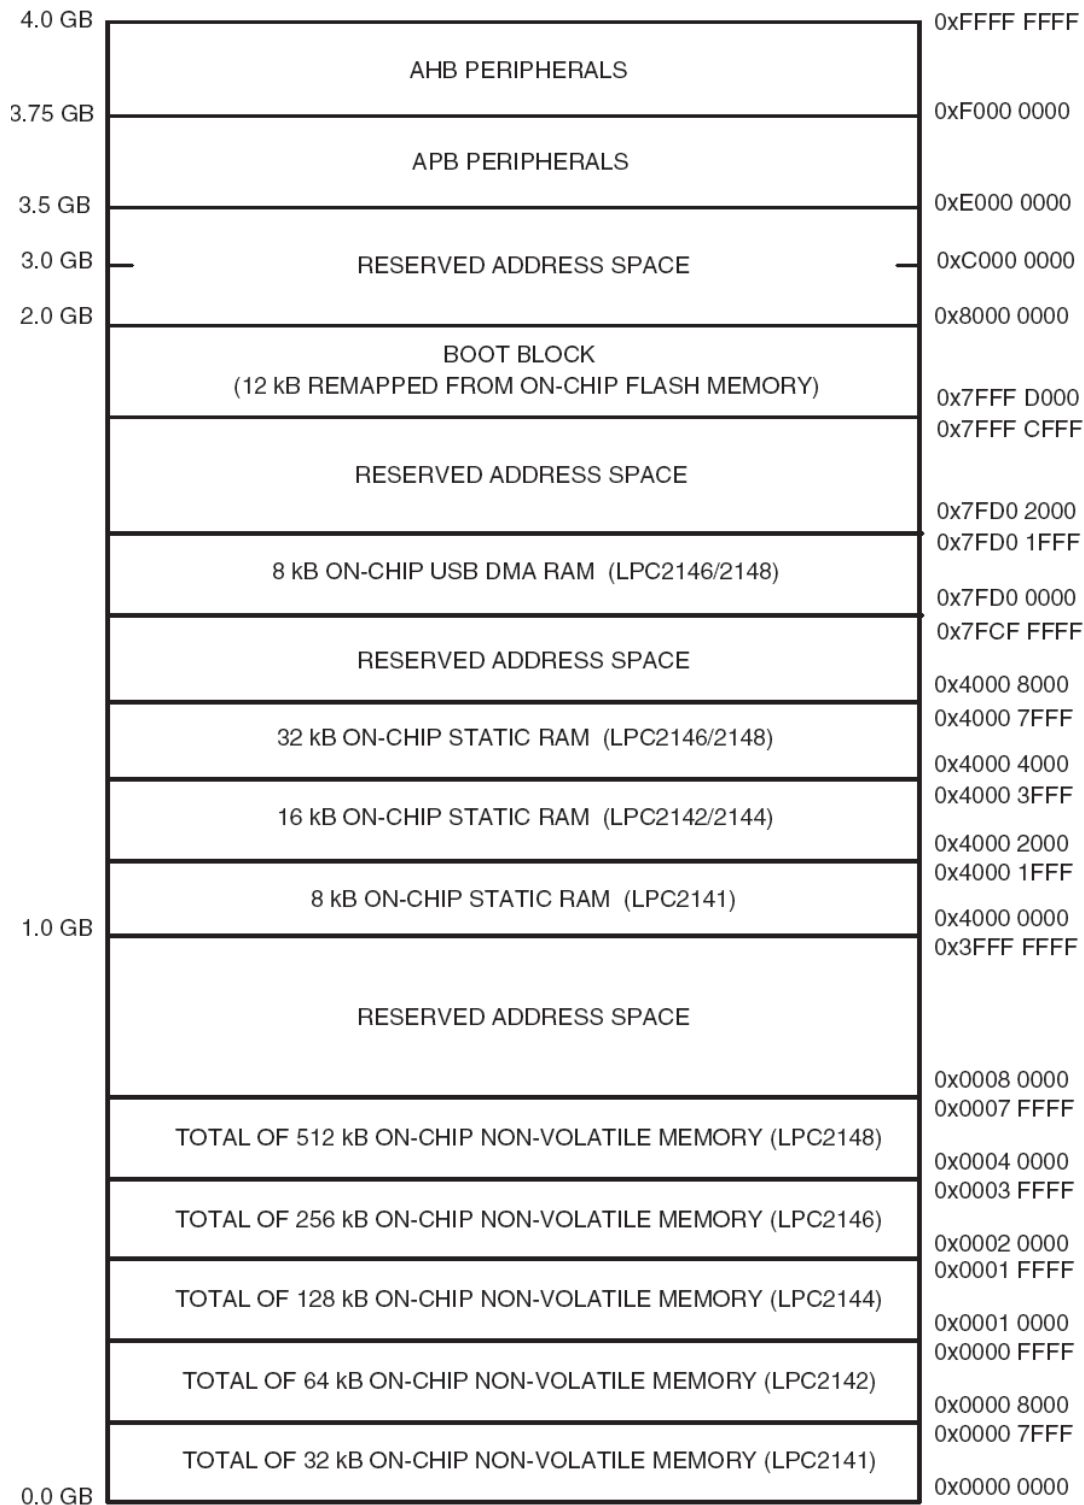 4.0 GB
0xFFFF FFFF
AHB PERIPHERALS
3.75 GB
0xF000 0000
APB PERIPHERALS
3.5 GB
0xE000 0000
3.0 GB
RESERVED ADDRESS SPACE
0xC000 0000
2.0 GB
0x8000 0000
BOOT BLOCK
(12 kB REMAPPED FROM ON-CHIP FLASH MEMORY)
0x7FFF D000
0x7FFF CFFF
RESERVED ADDRESS SPACE
0x7FD0 2000
0x7FD0 1FFF
8 kB ON-CHIP USB DMA RAM (LPC2146/2148)
0x7FD0 0000
0x7FCF FFFF
RESERVED ADDRESS SPACE
0x4000 8000
0x4000 7FFF
32 kB ON-CHIP STATIC RAM (LPC2146/2148)
0x4000 4000
0x4000 3FFF
16 kB ON-CHIP STATIC RAM (LPC2142/2144)
0x4000 2000
0x4000 1FFF
8 kB ON-CHIP STATIC RAM (LPC2141)
0x4000 0000
1.0 GB
0x3FFF FFFF
RESERVED ADDRESS SPACE
0x0008 0000
0x0007 FFFF
TOTAL OF 512 kB ON-CHIP NON-VOLATILE MEMORY (LPC2148)
0x0004 0000
0x0003 FFFF
TOTAL OF 256 kB ON-CHIP NON-VOLATILE MEMORY (LPC2146)
0x0002 0000
0x0001 FFFF
TOTAL OF 128 kB ON-CHIP NON-VOLATILE MEMORY (LPC2144)
0x0001 0000
0x0000 FFFF
TOTAL OF 64 kB ON-CHIP NON-VOLATILE MEMORY (LPC2142)
0x0000 8000
0x0000 7FFF
TOTAL OF 32 kB ON-CHIP NON-VOLATILE MEMORY (LPC2141)
0x0000 0000
0.0 GB